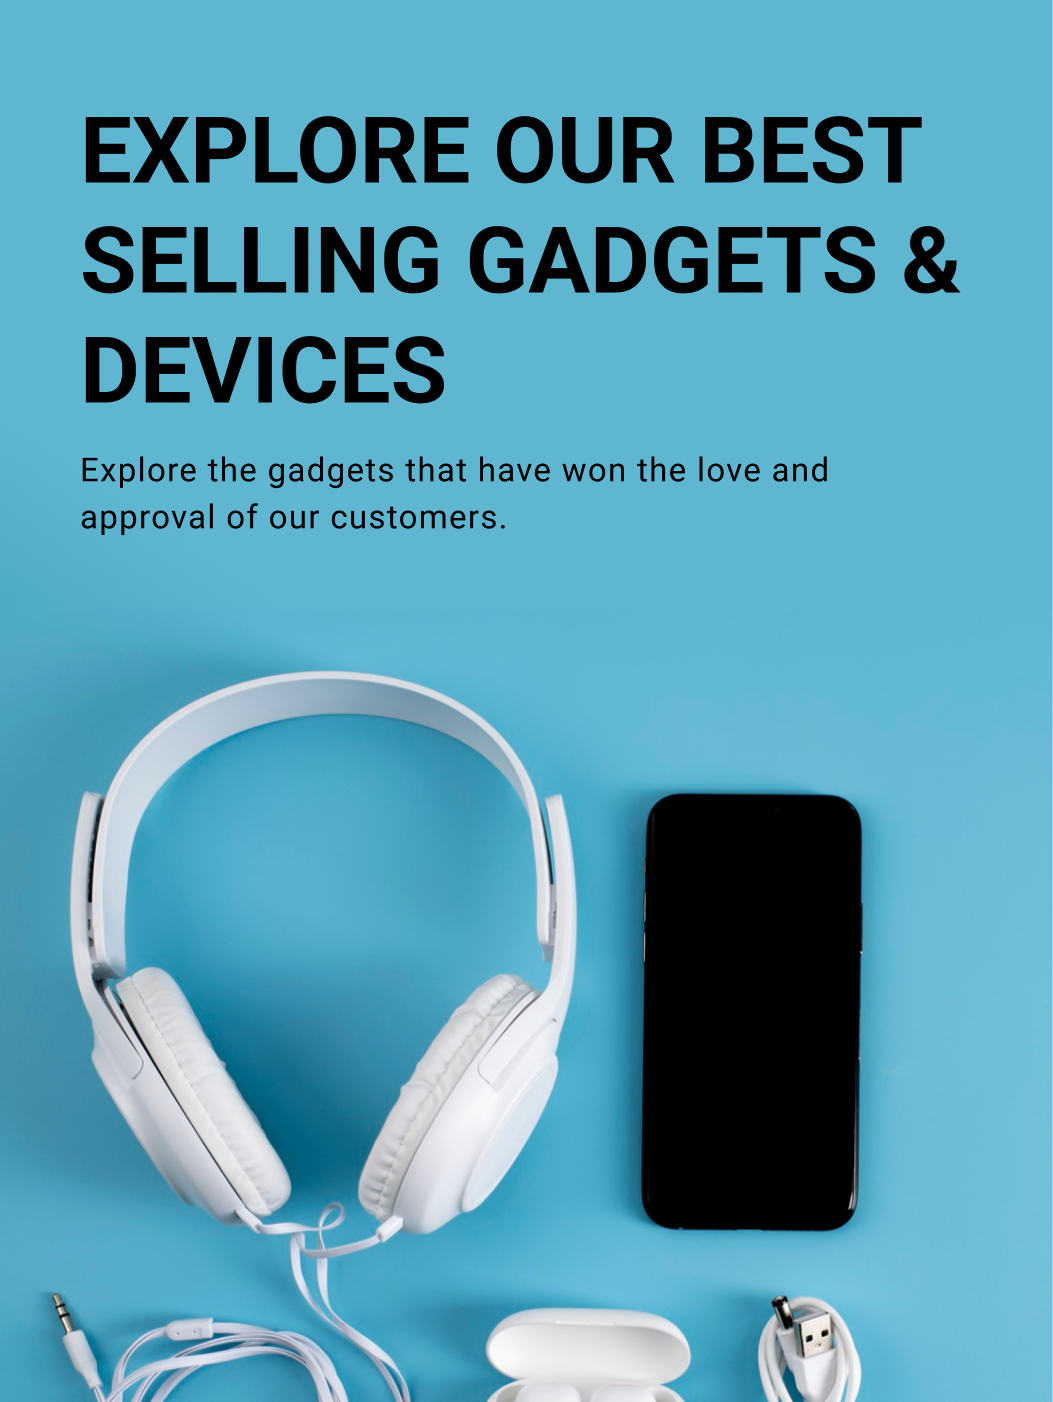 EXPLORE OUR BEST
SELLING GADGETS &
DEVICES
Explore the gadgets that have won the love and
approval of our customers.